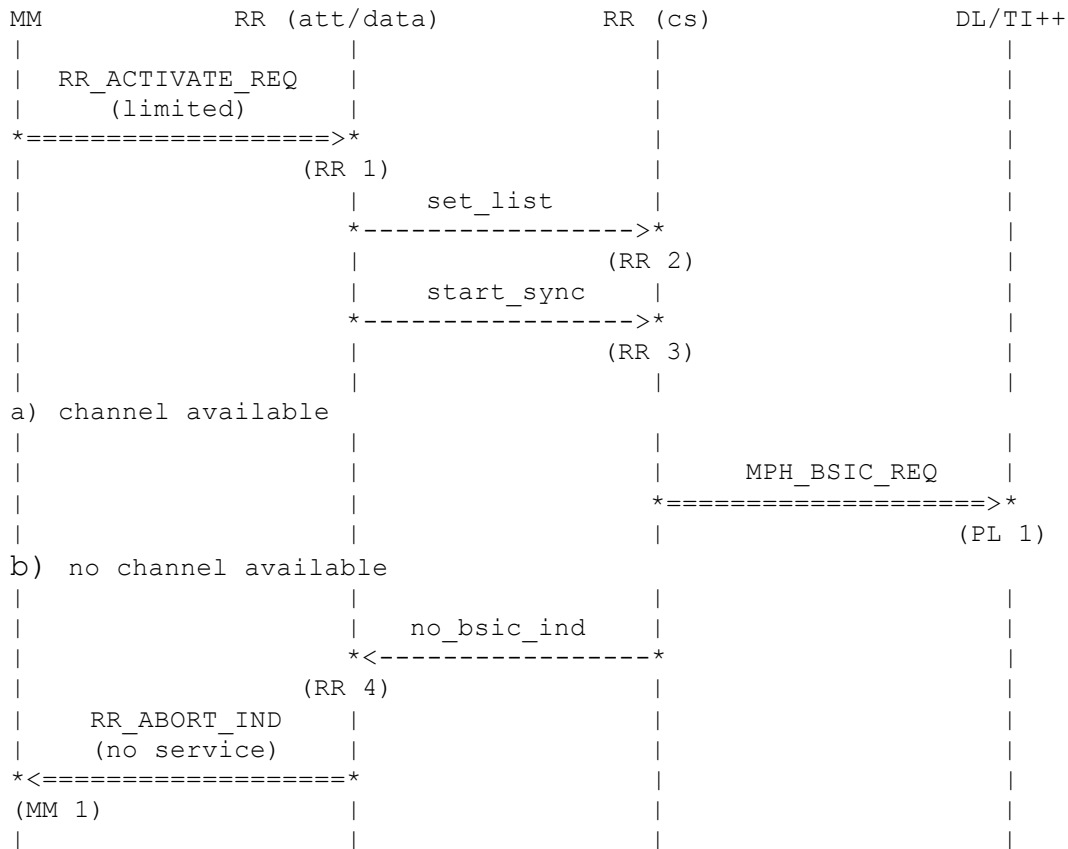 MM RR (att/data) RR (cs) DL/TI++
| | | |
| RR_ACTIVATE_REQ | | |
| (limited) | | |
*===================>* | |
| (RR 1) | |
| | set_list | |
| *----------------->* |
| | (RR 2) |
| | start_sync | |
| *----------------->* |
| | (RR 3) |
| | | |
a) channel available
| | | |
| | | MPH_BSIC_REQ |
| | *====================>*
| | | (PL 1)
b) no channel available
| | | |
| | no_bsic_ind | |
| *<-----------------* |
| (RR 4) | |
| RR_ABORT_IND | | |
| (no service) | | |
*<===================* | |
(MM 1) | | |
| | | |